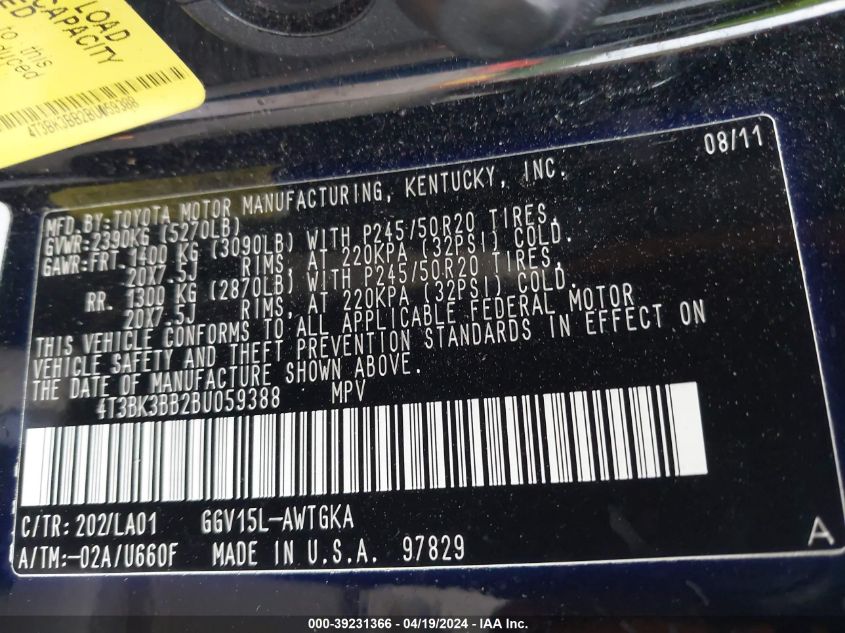 LOAD
CAPACITY
to this
4T3BK3BB2BU059388
08/11
MFD.BY:TOYOTA MOTOR MANUFACTURING, KENTUCKY, INC.
GVWR:2390KG (5270LB)
GAWR:FRT.1400 KG (3090LB) WITH P245/50R20 TIRES,
20X7.5J RIMS, AT 220KPA (32PSI) COLD.
RR. 1300 KG (2870LB) WITH P245/50R20 TIRES,
20X7.5J RIMS, AT 220KPA (32PSI) COLD.
THIS VEHICLE CONFORMS TO ALL APPLICABLE FEDERAL MOTOR
VEHICLE SAFETY AND THEFT PREVENTION STANDARDS IN EFFECT ON
THE DATE OF MANUFACTURE SHOWN ABOVE.
4T3BK3BB2BU059388 MPV
C/TR:202/LA01 GGV15L-AWTGKA
A/TM:-02A/U660F MADE IN U.S.A. 97829
A
000-39231366 - 04/19/2024 - IAA Inc.